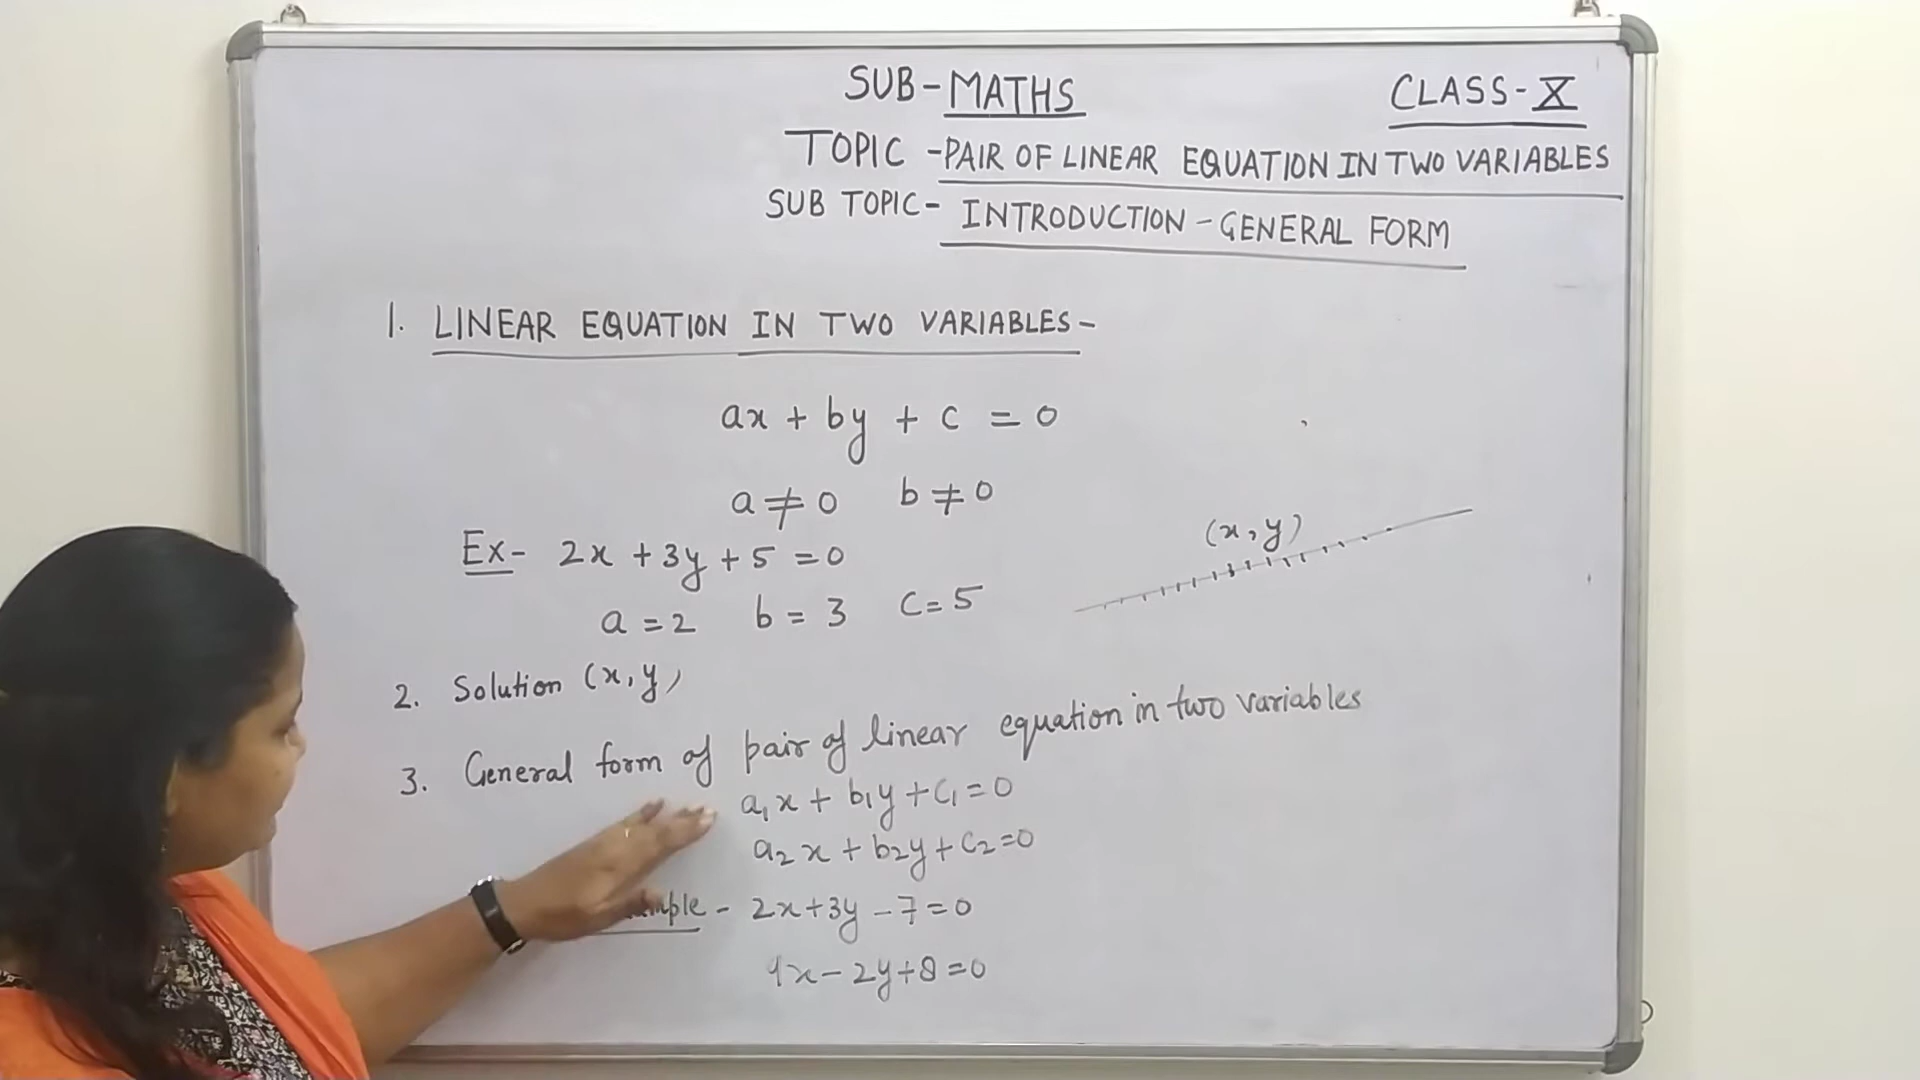 SUB-MATHS
CLASS-X
TOPIC -PAIR OF LINEAR EQUATION IN TWO VARIABLES
SUB TOPIC- INTRODUCTION-GENERAL FORM
1. LINEAR EQUATION IN TWO VARIABLES-
ax + by + c = 0
a ≠ 0 b ≠ 0
Ex- 2x + 3y + 5 = 0
(x, y)
a = 2 b = 3 c = 5
2. Solution (x, y)
3. General form of pair of linear equation in two variables
a₁x + b₁y + c₁ = 0
a₂x + b₂y + c₂ = 0
- 2x + 3y - 7 = 0
x - 2y + 8 = 0